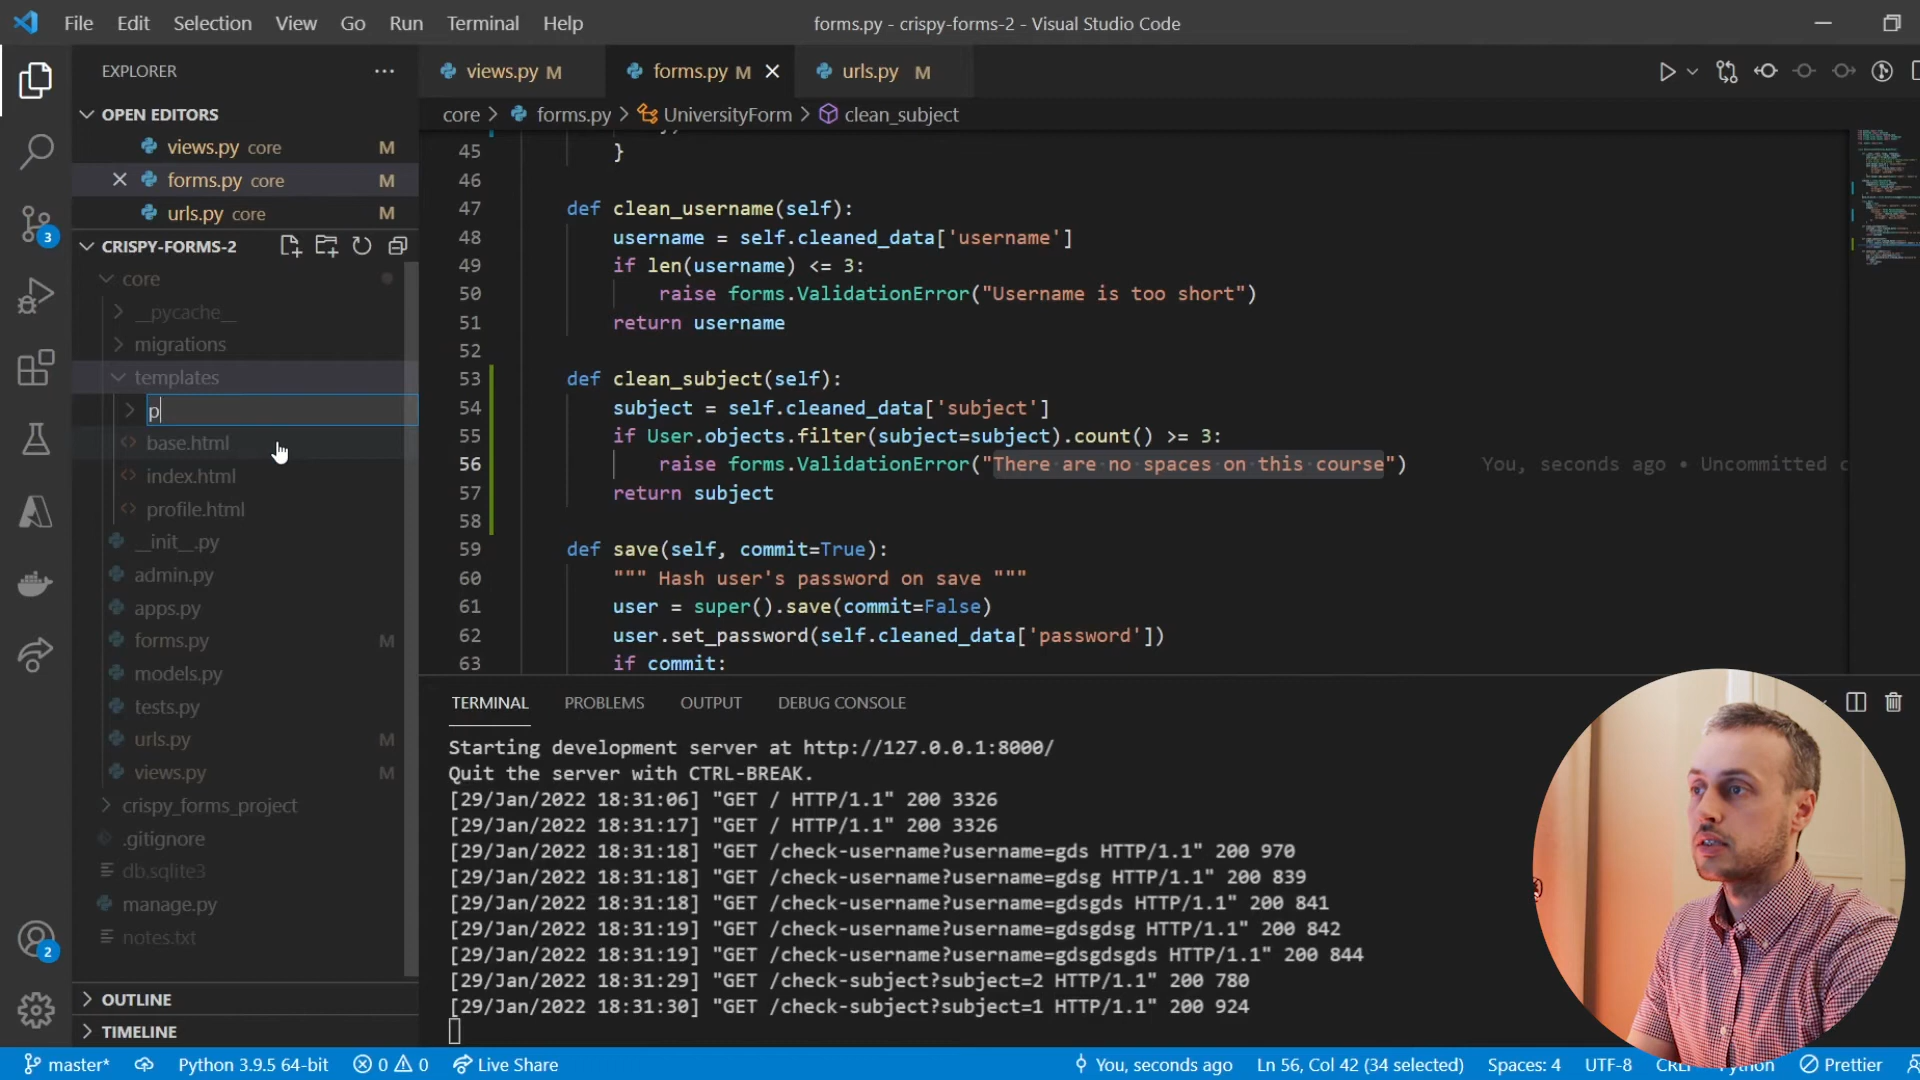 File Edit Selection View Go Run Terminal Help
forms.py - crispy-forms-2 - Visual Studio Code
EXPLORER
OPEN EDITORS
views.py core M
forms.py core M
urls.py core M
CRISPY-FORMS-2
core
__pycache__
migrations
templates
p
base.html
index.html
profile.html
__init__.py
admin.py
apps.py
forms.py M
models.py
tests.py
urls.py M
views.py M
crispy_forms_project
.gitignore
db.sqlite3
manage.py
notes.txt
OUTLINE
TIMELINE
3
2
views.py M
forms.py M
urls.py M
core > forms.py > UniversityForm > clean_subject
45 }
46
47 def clean_username(self):
48 username = self.cleaned_data['username']
49 if len(username) <= 3:
50 raise forms.ValidationError("Username is too short")
51 return username
52
53 def clean_subject(self):
54 subject = self.cleaned_data['subject']
55 if User.objects.filter(subject=subject).count() >= 3:
56 raise forms.ValidationError("There are no spaces on this course") You, seconds ago • Uncommitted c
57 return subject
58
59 def save(self, commit=True):
60 """ Hash user's password on save """
61 user = super().save(commit=False)
62 user.set_password(self.cleaned_data['password'])
63 if commit:
TERMINAL PROBLEMS OUTPUT DEBUG CONSOLE
Starting development server at http://127.0.0.1:8000/
Quit the server with CTRL-BREAK.
[29/Jan/2022 18:31:06] "GET / HTTP/1.1" 200 3326
[29/Jan/2022 18:31:17] "GET / HTTP/1.1" 200 3326
[29/Jan/2022 18:31:18] "GET /check-username?username=gds HTTP/1.1" 200 970
[29/Jan/2022 18:31:18] "GET /check-username?username=gdsg HTTP/1.1" 200 839
[29/Jan/2022 18:31:18] "GET /check-username?username=gdsgds HTTP/1.1" 200 841
[29/Jan/2022 18:31:19] "GET /check-username?username=gdsgdsg HTTP/1.1" 200 842
[29/Jan/2022 18:31:19] "GET /check-username?username=gdsgdsgds HTTP/1.1" 200 844
[29/Jan/2022 18:31:29] "GET /check-subject?subject=2 HTTP/1.1" 200 780
[29/Jan/2022 18:31:30] "GET /check-subject?subject=1 HTTP/1.1" 200 924
master* Python 3.9.5 64-bit 0 0 Live Share You, seconds ago Ln 56, Col 42 (34 selected) Spaces: 4 UTF-8 CRLF Python Prettier